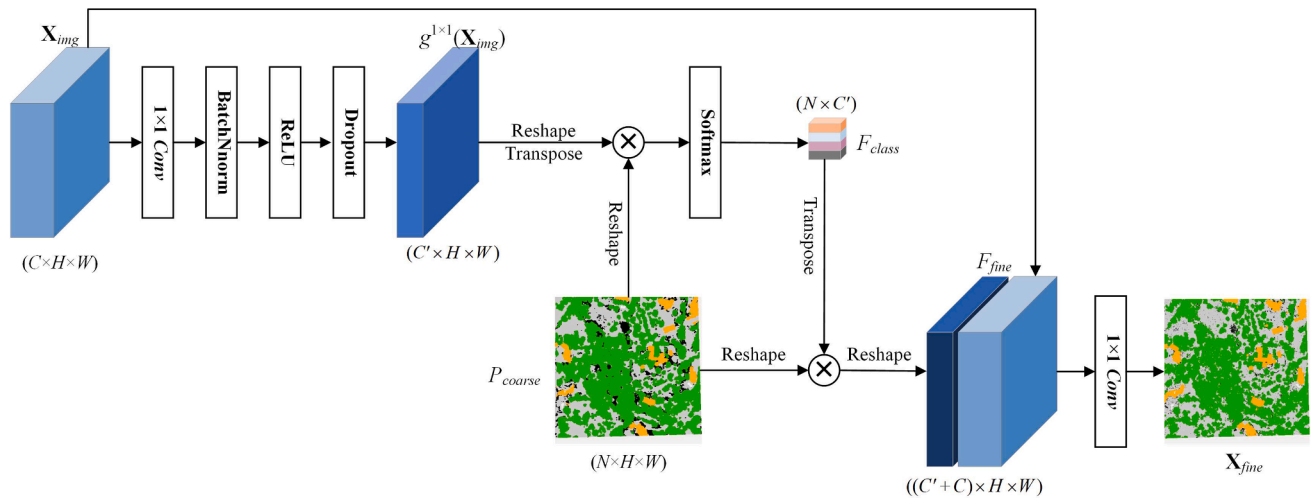 X_img
g^{1×1}(X_img)
1×1 Conv
BatchNnorm
ReLU
Dropout
Reshape
Transpose
Softmax
(N × C′)
F_class
(C×H×W)
(C′ × H × W)
Reshape
Transpose
P_coarse
Reshape
Reshape
F_fine
1×1 Conv
(N×H×W)
((C′+C)×H×W)
X_fine